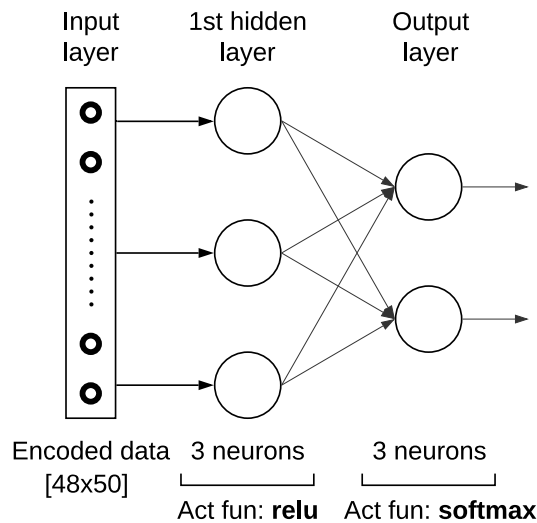 Input
layer
1st hidden
layer
Output
layer
Encoded data
[48x50]
3 neurons
3 neurons
Act fun: relu
Act fun: softmax